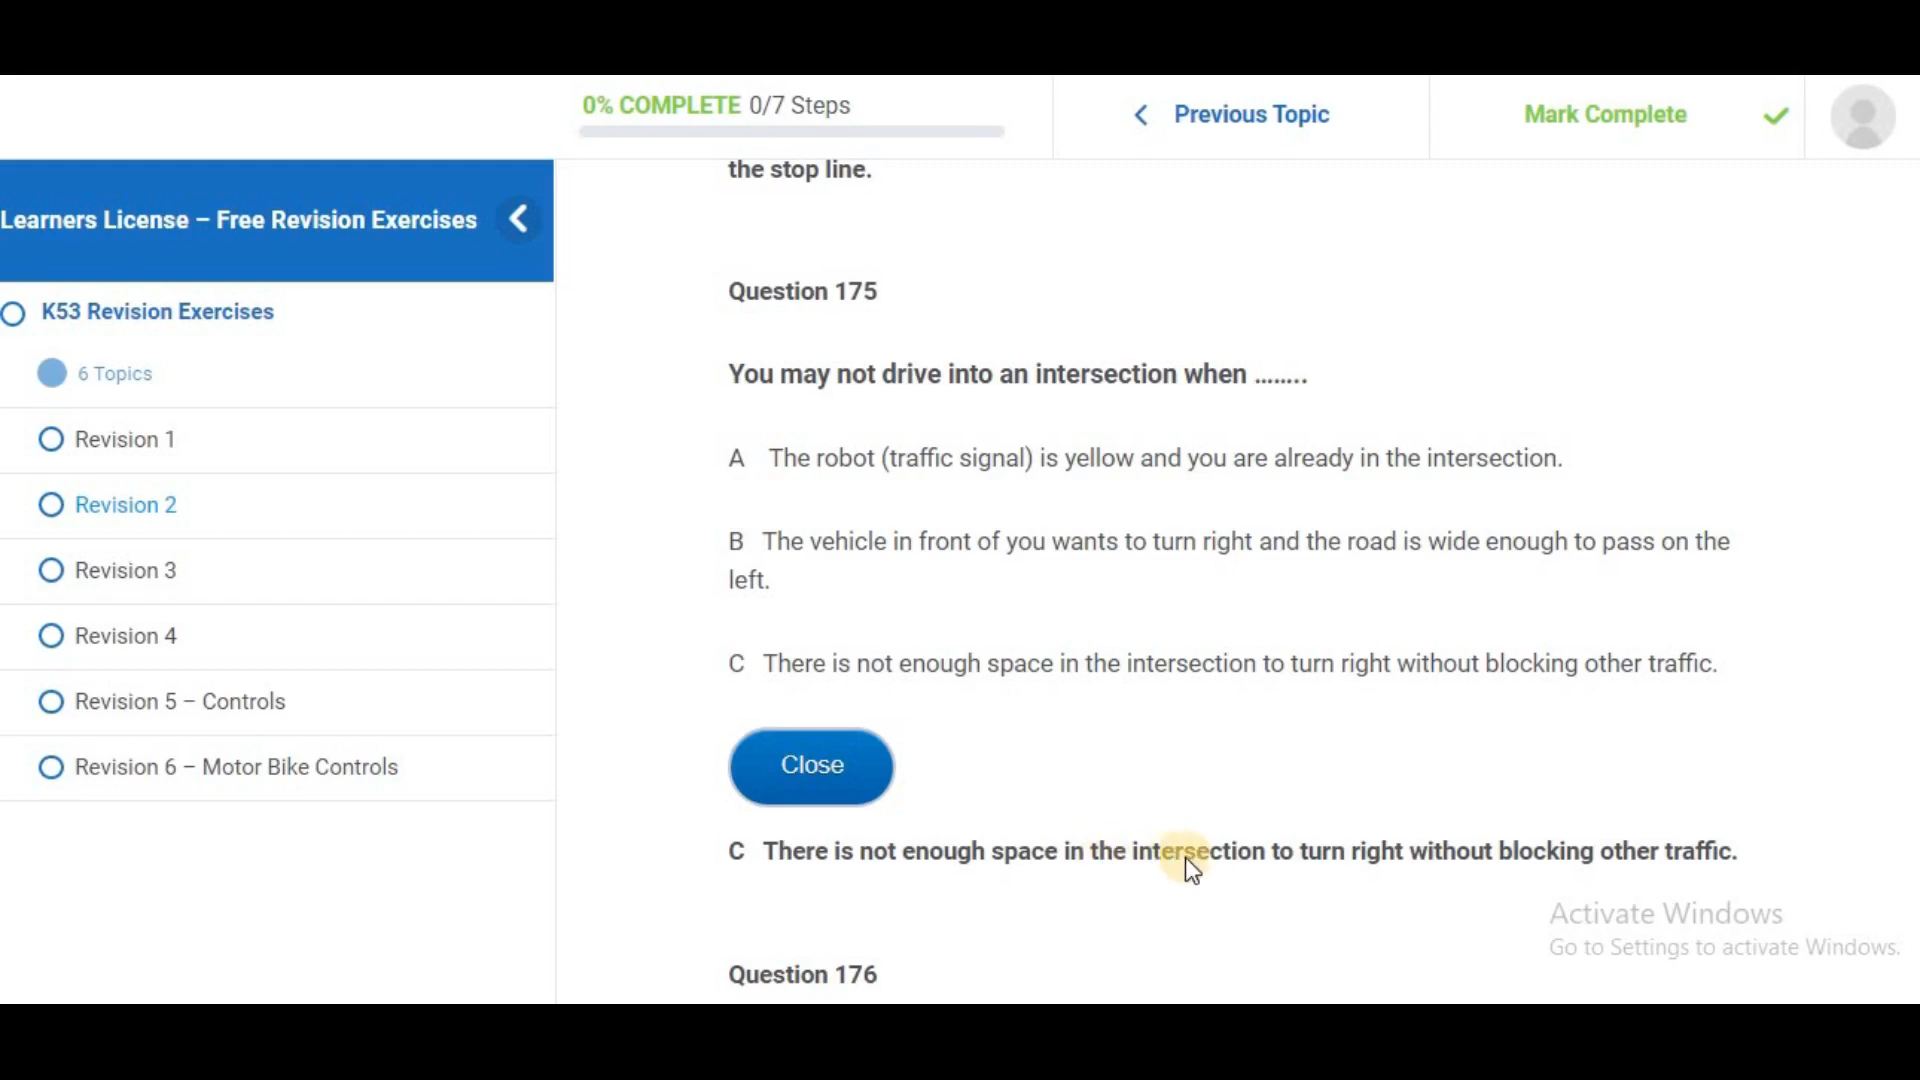 0% COMPLETE 0/7 Steps
Previous Topic
Mark Complete
the stop line.
Learners License – Free Revision Exercises
K53 Revision Exercises
6 Topics
Revision 1
Revision 2
Revision 3
Revision 4
Revision 5 – Controls
Revision 6 – Motor Bike Controls
Question 175
You may not drive into an intersection when ……..
A The robot (traffic signal) is yellow and you are already in the intersection.
B The vehicle in front of you wants to turn right and the road is wide enough to pass on the
left.
C There is not enough space in the intersection to turn right without blocking other traffic.
Close
C There is not enough space in the intersection to turn right without blocking other traffic.
Activate Windows
Go to Settings to activate Windows.
Question 176